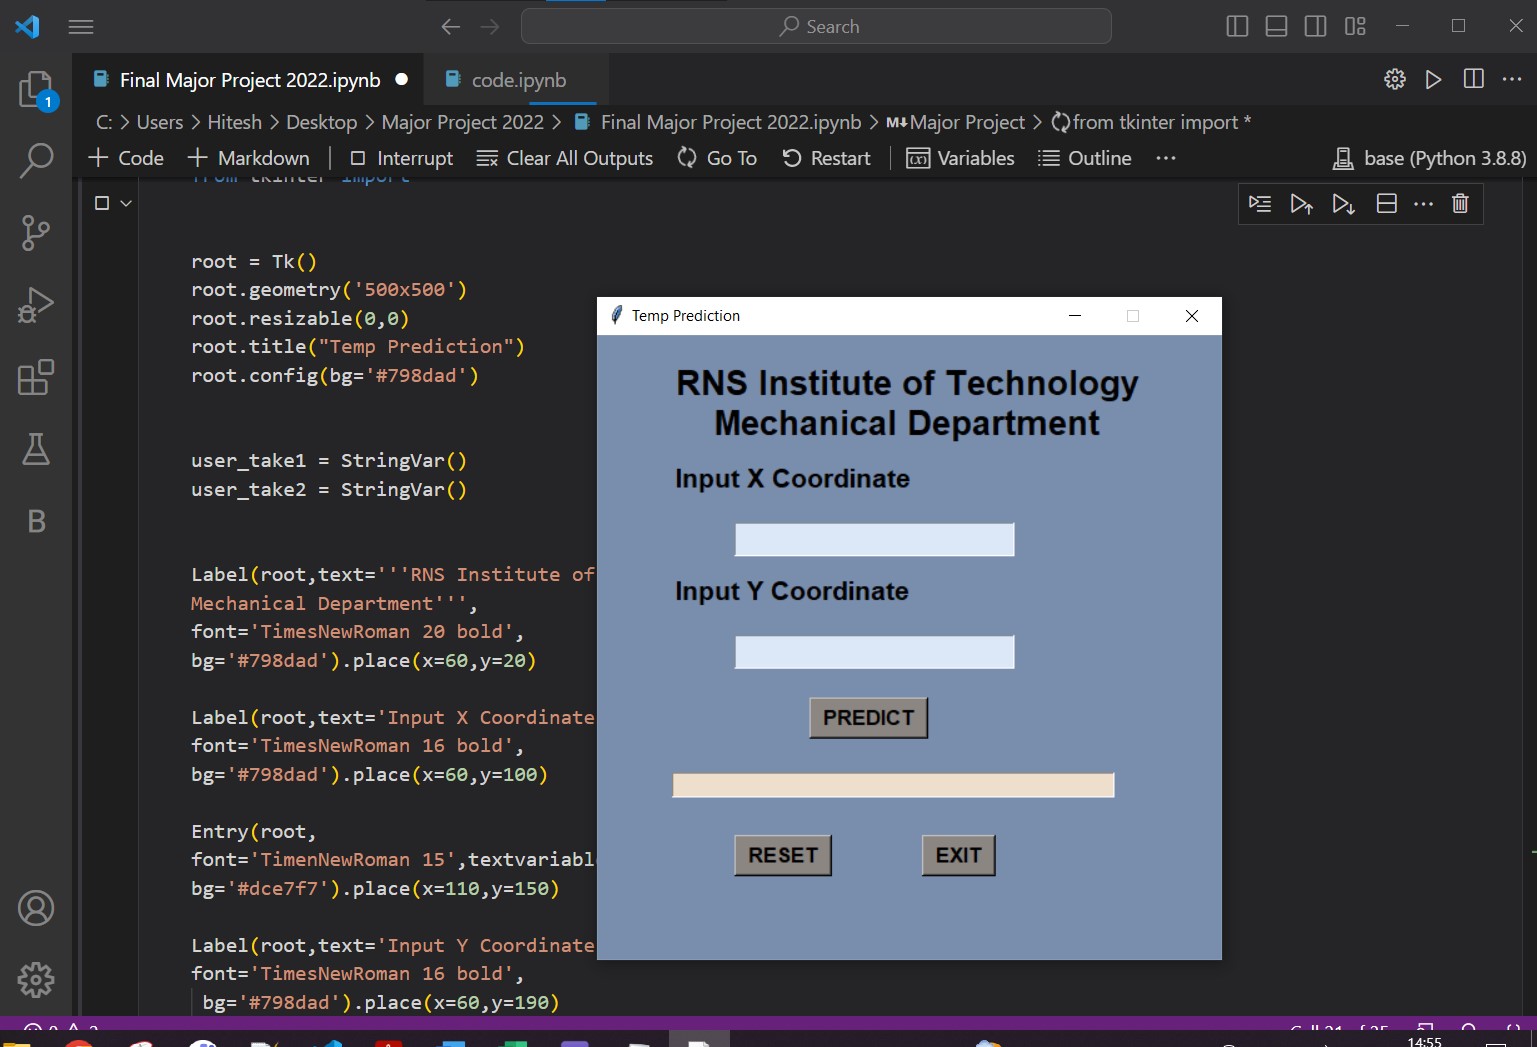 Search
Final Major Project 2022.ipynb
code.ipynb
C: > Users > Hitesh > Desktop > Major Project 2022 > Final Major Project 2022.ipynb > M↓Major Project > from tkinter import *
Code
Markdown
Interrupt
Clear All Outputs
Go To
Restart
Variables
Outline
base (Python 3.8.8)
1
from tkinter import
root = Tk()
root.geometry('500x500')
root.resizable(0,0)
root.title("Temp Prediction")
root.config(bg='#798dad')
user_take1 = StringVar()
user_take2 = StringVar()
Label(root,text='''RNS Institute of
Mechanical Department''',
font='TimesNewRoman 20 bold',
bg='#798dad').place(x=60,y=20)
Label(root,text='Input X Coordinate
font='TimesNewRoman 16 bold',
bg='#798dad').place(x=60,y=100)
Entry(root,
font='TimenNewRoman 15',textvariabl
bg='#dce7f7').place(x=110,y=150)
Label(root,text='Input Y Coordinate
font='TimesNewRoman 16 bold',
bg='#798dad').place(x=60,y=190)
B
Temp Prediction
RNS Institute of Technology
Mechanical Department
Input X Coordinate
Input Y Coordinate
PREDICT
RESET
EXIT
14:55